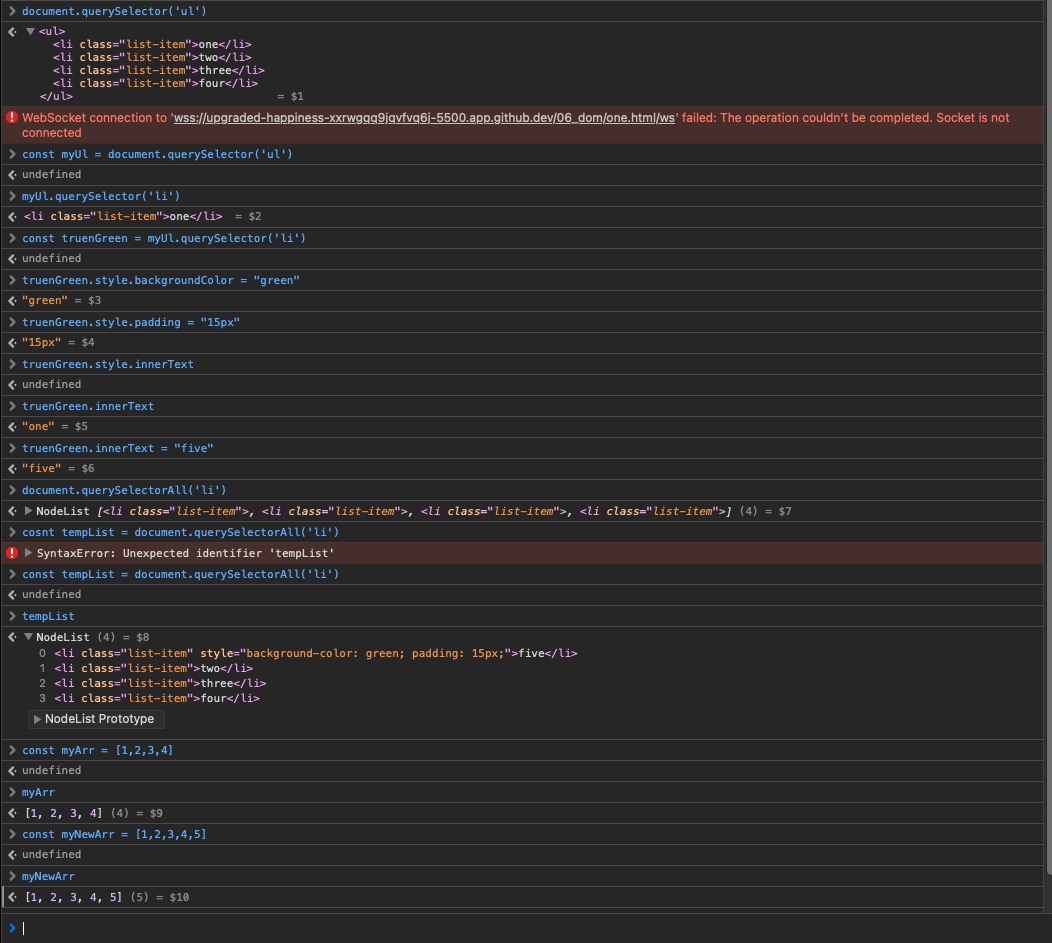 document.querySelector('ul')
<ul>
<li class="list-item">one</li>
<li class="list-item">two</li>
<li class="list-item">three</li>
<li class="list-item">four</li>
</ul> = $1
WebSocket connection to 'wss://upgraded-happiness-xxrwgqq9jqvfvq6j-5500.app.github.dev/06_dom/one.html/ws' failed: The operation couldn't be completed. Socket is not
connected
const myUl = document.querySelector('ul')
undefined
myUl.querySelector('li')
<li class="list-item">one</li> = $2
const truenGreen = myUl.querySelector('li')
undefined
truenGreen.style.backgroundColor = "green"
"green" = $3
truenGreen.style.padding = "15px"
"15px" = $4
truenGreen.style.innerText
undefined
truenGreen.innerText
"one" = $5
truenGreen.innerText = "five"
"five" = $6
document.querySelectorAll('li')
NodeList [<li class="list-item">, <li class="list-item">, <li class="list-item">, <li class="list-item">] (4) = $7
cosnt tempList = document.querySelectorAll('li')
SyntaxError: Unexpected identifier 'tempList'
const tempList = document.querySelectorAll('li')
undefined
tempList
NodeList (4) = $8
0 <li class="list-item" style="background-color: green; padding: 15px;">five</li>
1 <li class="list-item">two</li>
2 <li class="list-item">three</li>
3 <li class="list-item">four</li>
NodeList Prototype
const myArr = [1,2,3,4]
undefined
myArr
[1, 2, 3, 4] (4) = $9
const myNewArr = [1,2,3,4,5]
undefined
myNewArr
[1, 2, 3, 4, 5] (5) = $10